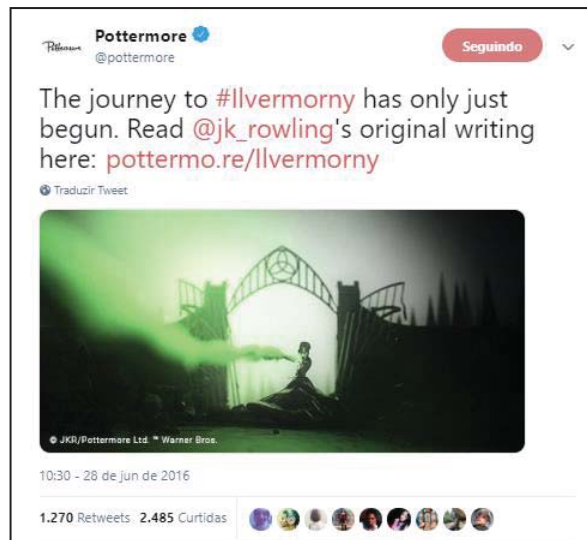 Pottermore
Pottermore
@pottermore
Seguindo
The journey to #Ilvermorny has only just
begun. Read @jk_rowling's original writing
here: pottermo.re/Ilvermorny
Traduzir Tweet
© JKR/Pottermore Ltd. ™ Warner Bros.
10:30 - 28 de jun de 2016
1.270 Retweets 2.485 Curtidas